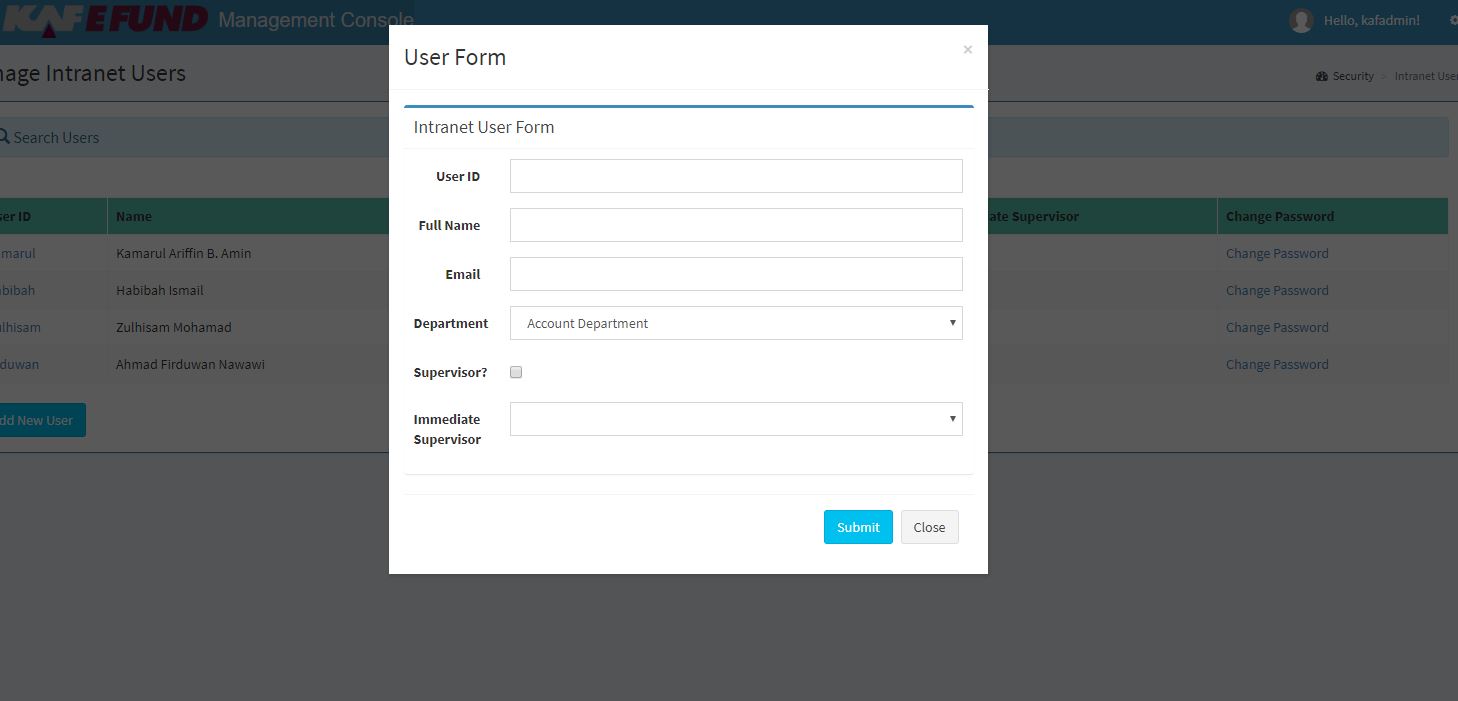 KAF E FUND Management Console
Hello, kafadmin!
nage Intranet Users
Security > Intranet User
Search Users
ser ID Name ate Supervisor Change Password
marul Kamarul Ariffin B. Amin Change Password
bibah Habibah Ismail Change Password
ulhisam Zulhisam Mohamad Change Password
rduwan Ahmad Firduwan Nawawi Change Password
dd New User
User Form
×
Intranet User Form
User ID
Full Name
Email
Department Account Department
Supervisor?
Immediate
Supervisor
Submit Close